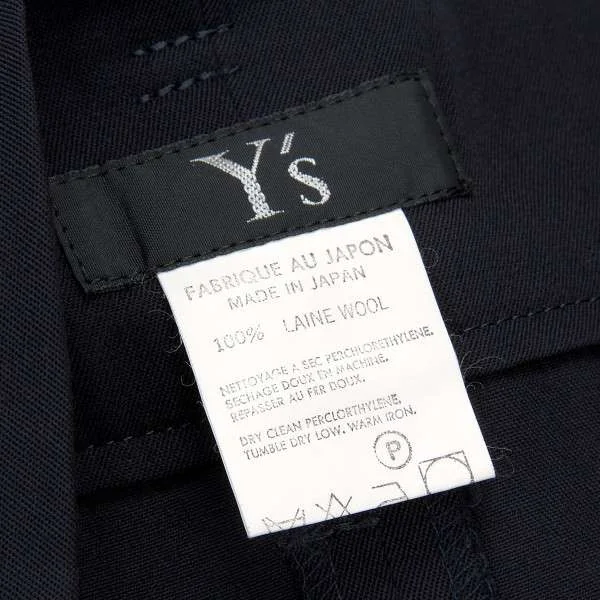 Y's
FABRIQUE AU JAPON
MADE IN JAPAN
100% LAINE WOOL
NETTOYAGE A SEC PERCHLORETHYLENE.
SECHAGE DOUX EN MACHINE.
REPASSER AU FER DOUX.
DRY CLEAN PERCLORTHYLENE.
TUMBLE DRY LOW. WARM IRON.
P